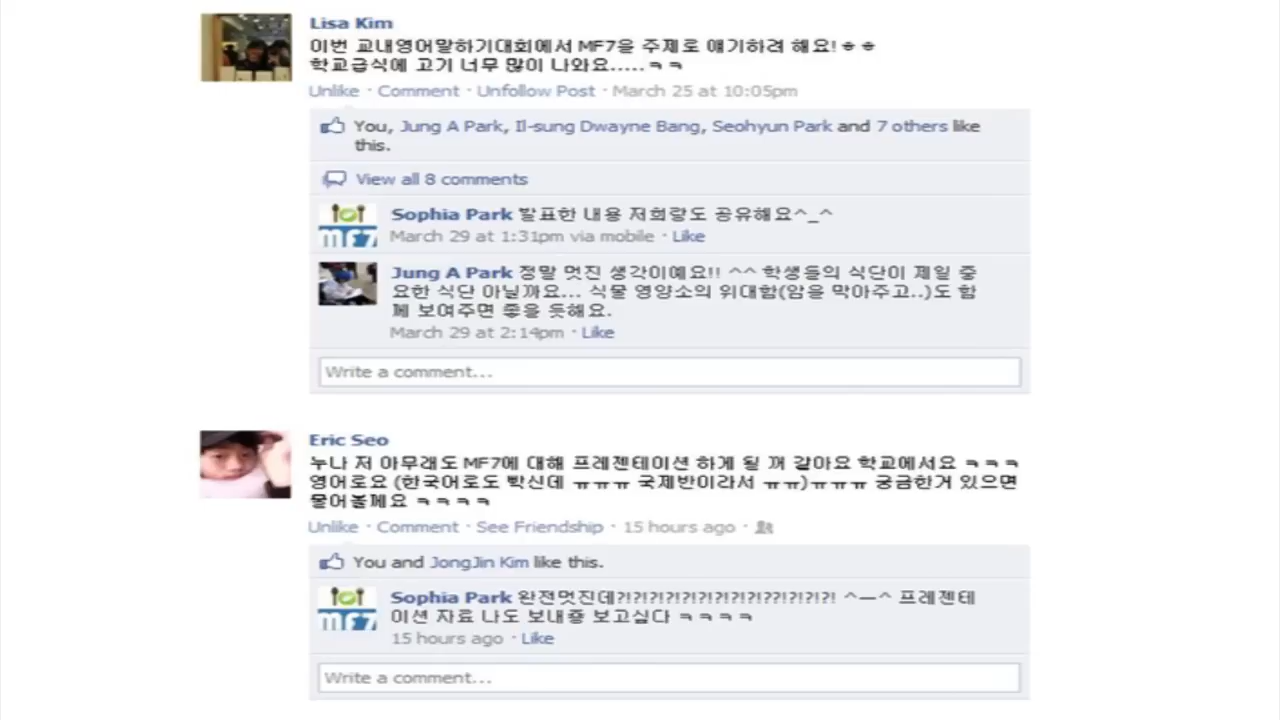 Lisa Kim
이번 교내영어말하기대회에서 MF7을 주제로 얘기하려 해요! ㅎㅎ
학교급식에 고기 너무 많이 나와요.....ㅋㅋ
Unlike · Comment · Unfollow Post · March 25 at 10:05pm
You, Jung A Park, Il-sung Dwayne Bang, Seohyun Park and 7 others like
this.
View all 8 comments
Sophia Park 발표한 내용 저희랑도 공유해요^_^
March 29 at 1:31pm via mobile · Like
Jung A Park 정말 멋진 생각이예요!! ^^ 학생들의 식단이 제일 중
요한 식단 아닐까요... 식물 영양소의 위대함(암을 막아주고..)도 함
께 보여주면 좋을 듯해요.
March 29 at 2:14pm · Like
Write a comment...
Eric Seo
누나 저 아무래도 MF7에 대해 프레젠테이션 하게 될 꺼 같아요 학교에서요 ㅋㅋㅋ
영어로요 (한국어로도 빡신데 ㅠㅠㅠ 국제반이라서 ㅠㅠ)ㅠㅠㅠ 궁금한거 있으면
물어볼께요 ㅋㅋㅋㅋ
Unlike · Comment · See Friendship · 15 hours ago ·
You and JongJin Kim like this.
mf7
Sophia Park 완전멋진데?!?!?!?!?!?!?!?!?!??!?!?!?! ^ㅡ^ 프레젠테
이션 자료 나도 보내죵 보고싶다 ㅋㅋㅋㅋ
15 hours ago · Like
Write a comment...